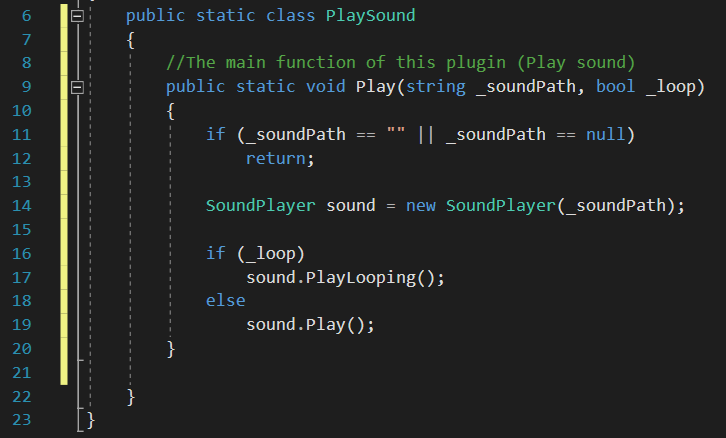 6 public static class PlaySound
7 {
8 //The main function of this plugin (Play sound)
9 public static void Play(string _soundPath, bool _loop)
10 {
11 if (_soundPath == "" || _soundPath == null)
12 return;
13
14 SoundPlayer sound = new SoundPlayer(_soundPath);
15
16 if (_loop)
17 sound.PlayLooping();
18 else
19 sound.Play();
20 }
21
22 }
23 }